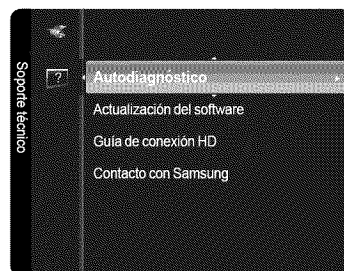 Soporte técnico
Autodiagnóstico
Actualización del software
Guía de conexión HD
Contacto con Samsung